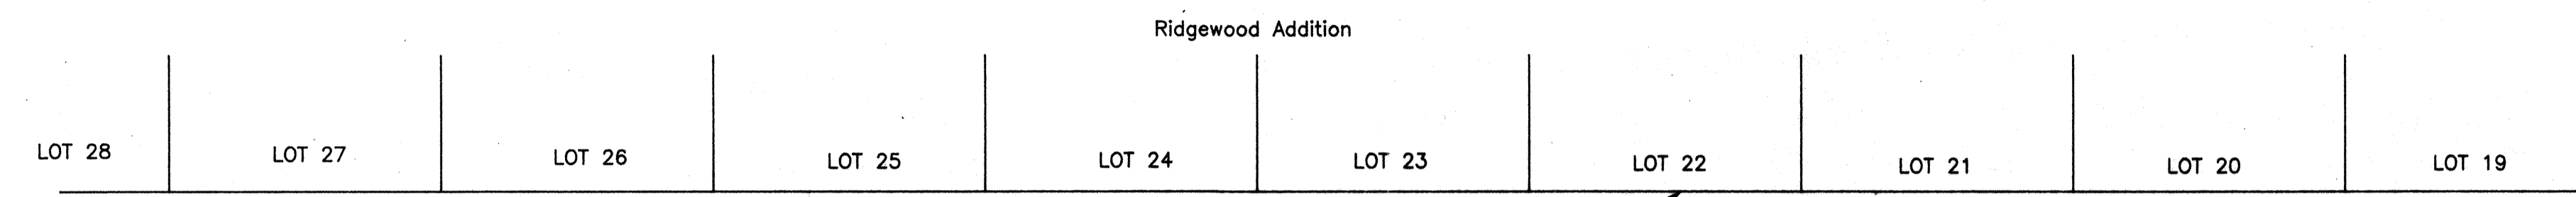 Ridgewood Addition
LOT 28 LOT 27 LOT 26 LOT 25 LOT 24 LOT 23 LOT 22 LOT 21 LOT 20 LOT 19